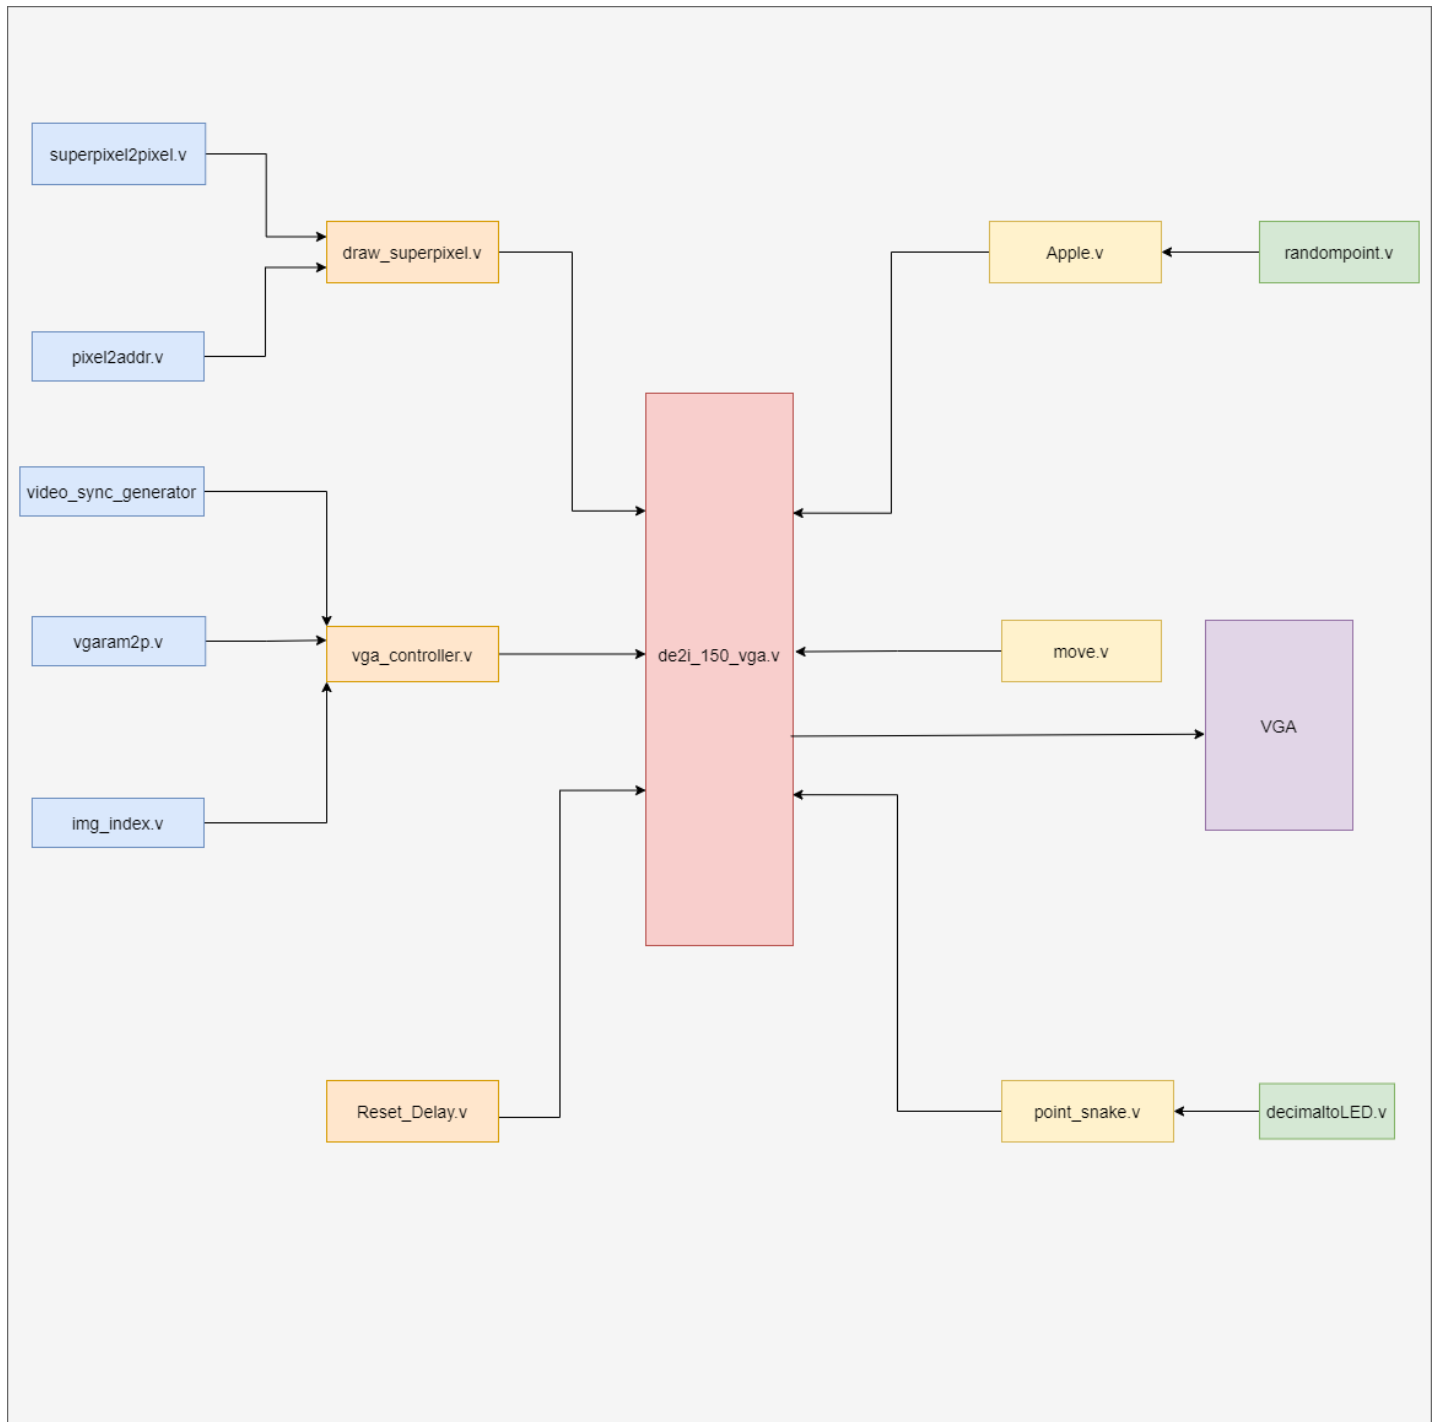 superpixel2pixel.v
draw_superpixel.v
Apple.v
randompoint.v
pixel2addr.v
video_sync_generator
vgaram2p.v
vga_controller.v
de2i_150_vga.v
move.v
VGA
img_index.v
Reset_Delay.v
point_snake.v
decimaltoLED.v